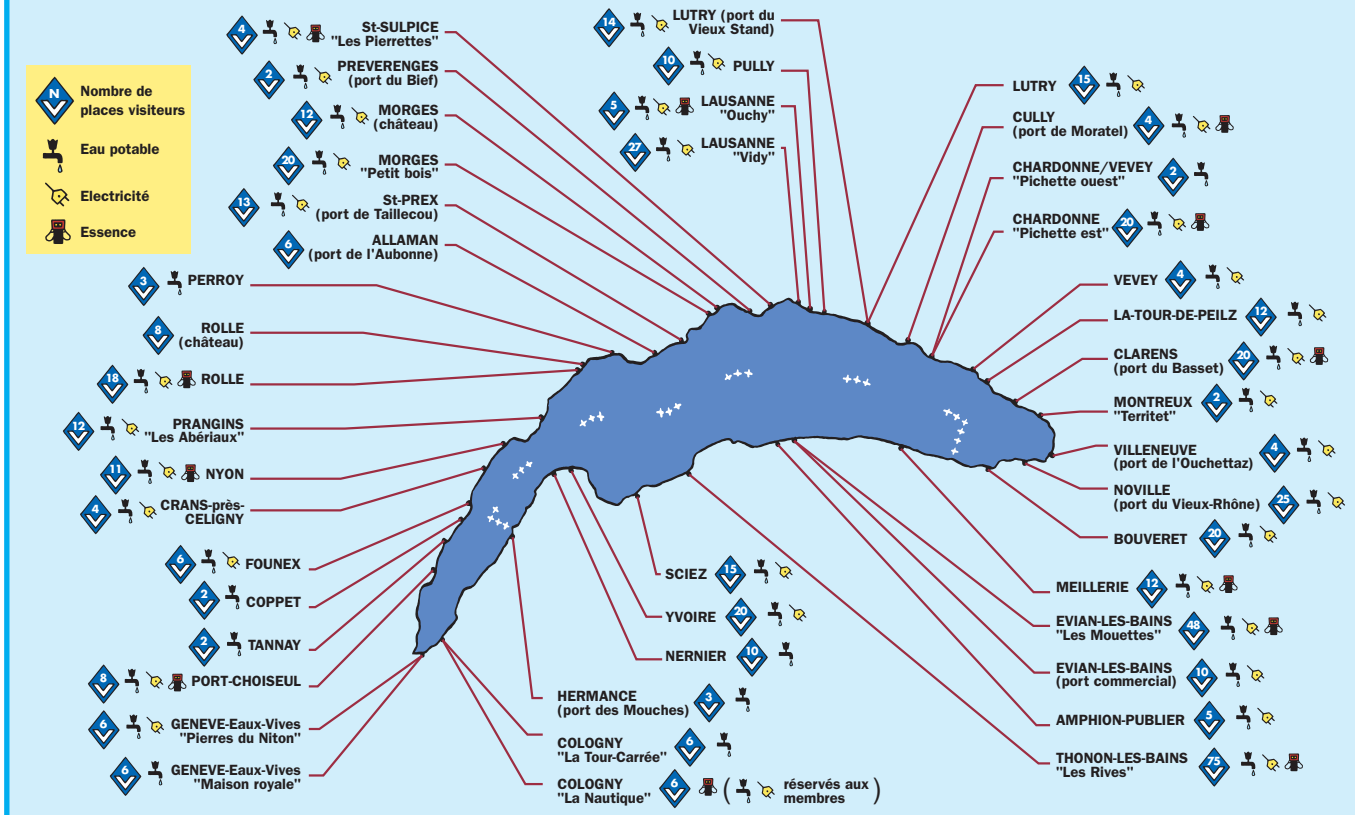 N
Nombre de
places visiteurs
Eau potable
Electricité
Essence
4
St-SULPICE
"Les Pierrettes"
2
PREVERENGES
(port du Bief)
12
MORGES
(château)
20
MORGES
"Petit bois"
13
St-PREX
(port de Taillecou)
6
ALLAMAN
(port de l'Aubonne)
3
PERROY
8
ROLLE
(château)
18
ROLLE
12
PRANGINS
"Les Abériaux"
11
NYON
4
CRANS-près-
CELIGNY
6
FOUNEX
2
COPPET
2
TANNAY
8
PORT-CHOISEUL
6
GENEVE-Eaux-Vives
"Pierres du Niton"
6
GENEVE-Eaux-Vives
"Maison royale"
14
LUTRY (port du
Vieux Stand)
10
PULLY
5
LAUSANNE
"Ouchy"
27
LAUSANNE
"Vidy"
LUTRY
15
CULLY
(port de Moratel)
4
CHARDONNE/VEVEY
"Pichette ouest"
2
CHARDONNE
"Pichette est"
20
VEVEY
4
LA-TOUR-DE-PEILZ
12
CLARENS
(port du Basset)
20
MONTREUX
"Territet"
2
VILLENEUVE
(port de l'Ouchettaz)
4
NOVILLE
(port du Vieux-Rhône)
25
BOUVERET
20
MEILLERIE
12
EVIAN-LES-BAINS
"Les Mouettes"
48
EVIAN-LES-BAINS
(port commercial)
10
AMPHION-PUBLIER
5
THONON-LES-BAINS
"Les Rives"
75
SCIEZ
15
YVOIRE
20
NERNIER
10
HERMANCE
(port des Mouches)
3
COLOGNY
"La Tour-Carrée"
6
COLOGNY
"La Nautique"
6
( réservés aux
membres )